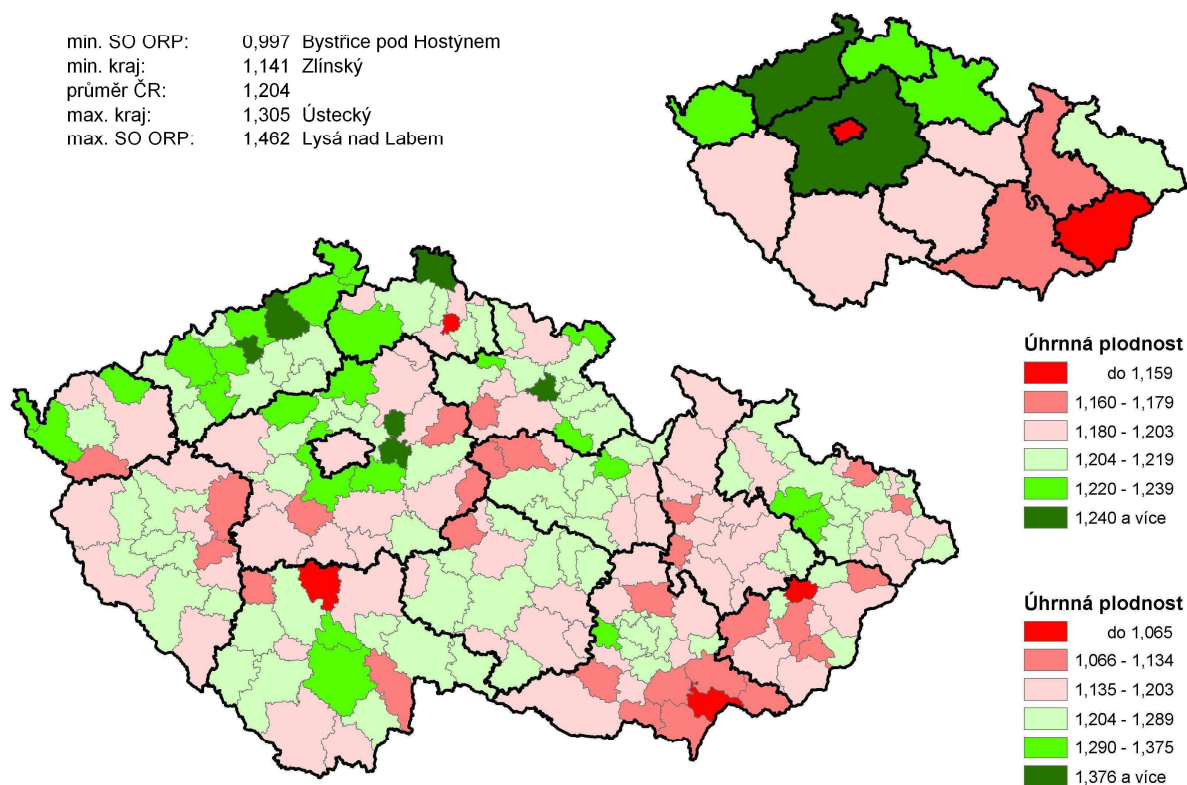 min. SO ORP: 0,997 Bystřice pod Hostýnem
min. kraj: 1,141 Zlínský
průměr ČR: 1,204
max. kraj: 1,305 Ústecký
max. SO ORP: 1,462 Lysá nad Labem
Úhrnná plodnost
do 1,159
1,160 - 1,179
1,180 - 1,203
1,204 - 1,219
1,220 - 1,239
1,240 a více
Úhrnná plodnost
do 1,065
1,066 - 1,134
1,135 - 1,203
1,204 - 1,289
1,290 - 1,375
1,376 a více